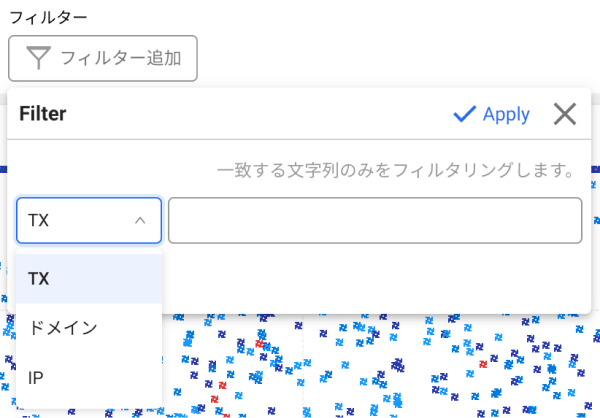 フィルター
フィルター追加
Filter
Apply
一致する文字列のみをフィルタリングします。
TX
TX
ドメイン
IP